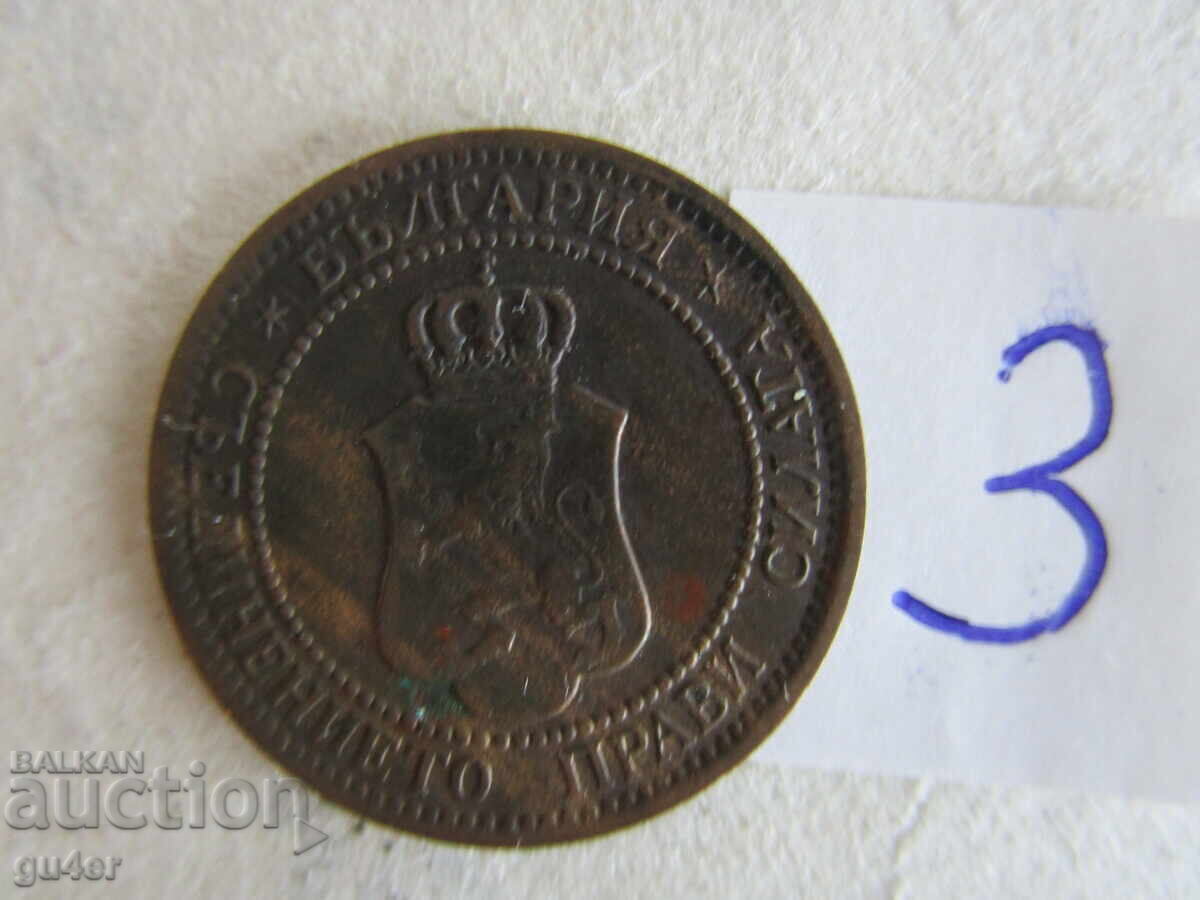 * БЪЛГАРИЯ *
СЪЕДИНЕНИЕТО ПРАВИ СИЛАТА
3
BALKAN
auction
gu4er